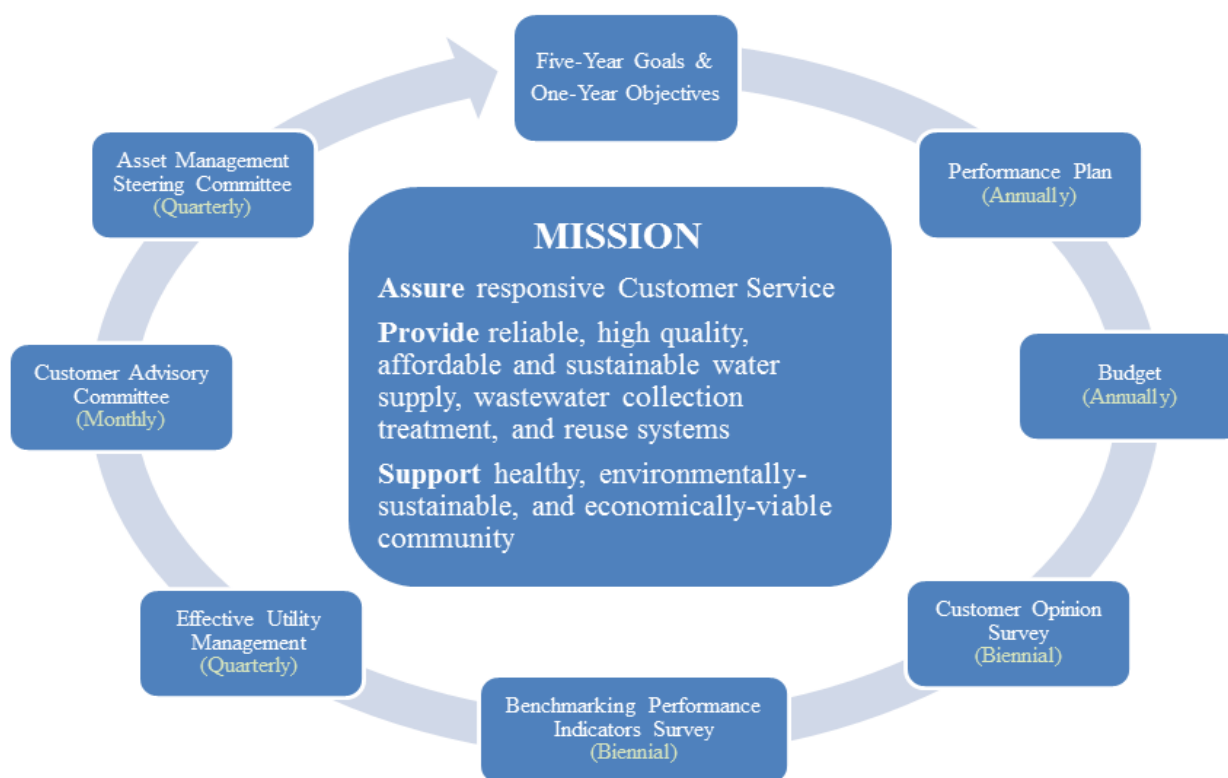 Five-Year Goals &
One-Year Objectives
Performance Plan
(Annually)
Budget
(Annually)
Customer Opinion
Survey
(Biennial)
Benchmarking Performance
Indicators Survey
(Biennial)
Effective Utility
Management
(Quarterly)
Customer Advisory
Committee
(Monthly)
Asset Management
Steering Committee
(Quarterly)
MISSION
Assure responsive Customer Service
Provide reliable, high quality,
affordable and sustainable water
supply, wastewater collection
treatment, and reuse systems
Support healthy, environmentally-
sustainable, and economically-viable
community